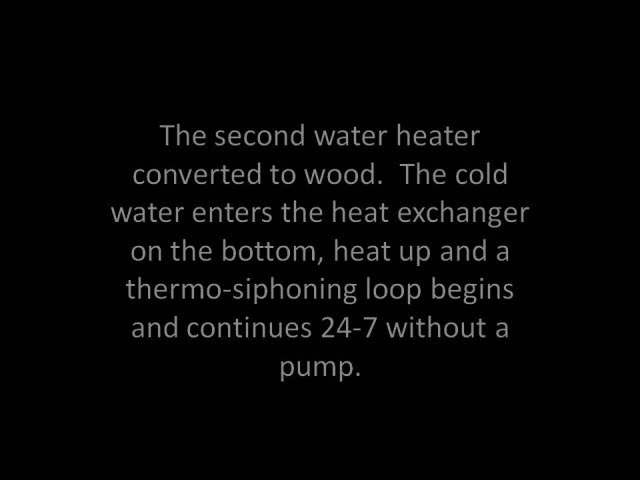 The second water heater
converted to wood.  The cold
water enters the heat exchanger
on the bottom, heat up and a
thermo-siphoning loop begins
and continues 24-7 without a
pump.